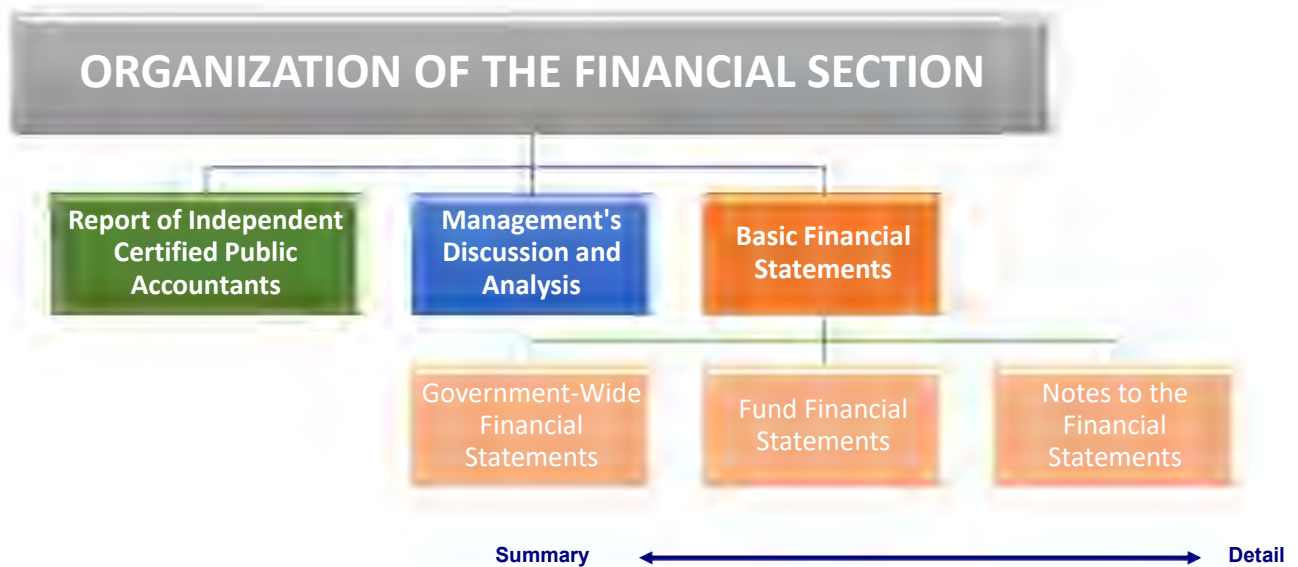 ORGANIZATION OF THE FINANCIAL SECTION
Report of Independent
Certified Public
Accountants
Management's
Discussion and
Analysis
Basic Financial
Statements
Government-Wide
Financial
Statements
Fund Financial
Statements
Notes to the
Financial
Statements
Summary
Detail